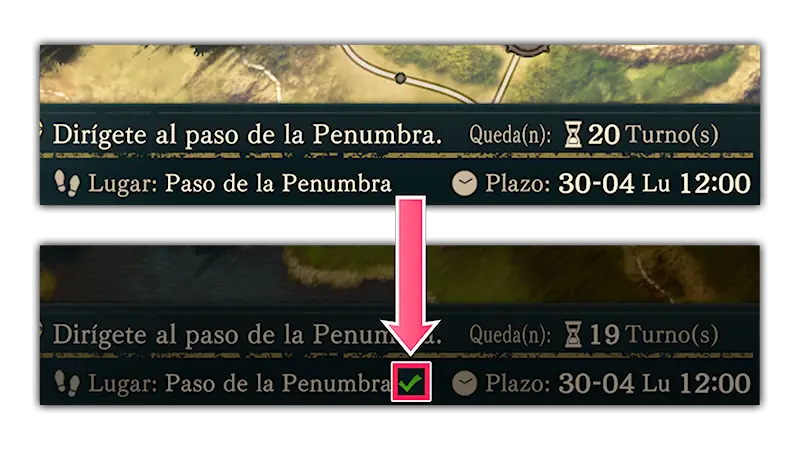 Dirígete al paso de la Penumbra. Queda(n): 20 Turno(s)
Lugar: Paso de la Penumbra Plazo: 30-04 Lu 12:00
Dirígete al paso de la Penumbra. Queda(n): 19 Turno(s)
Lugar: Paso de la Penumbra Plazo: 30-04 Lu 12:00